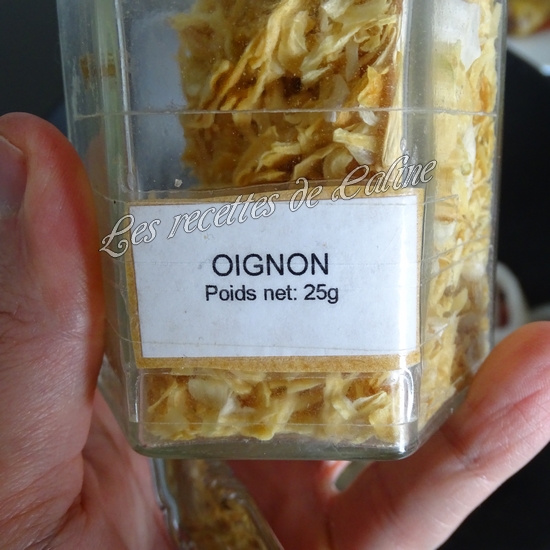 Les recettes de Caline
OIGNON
Poids net: 25g